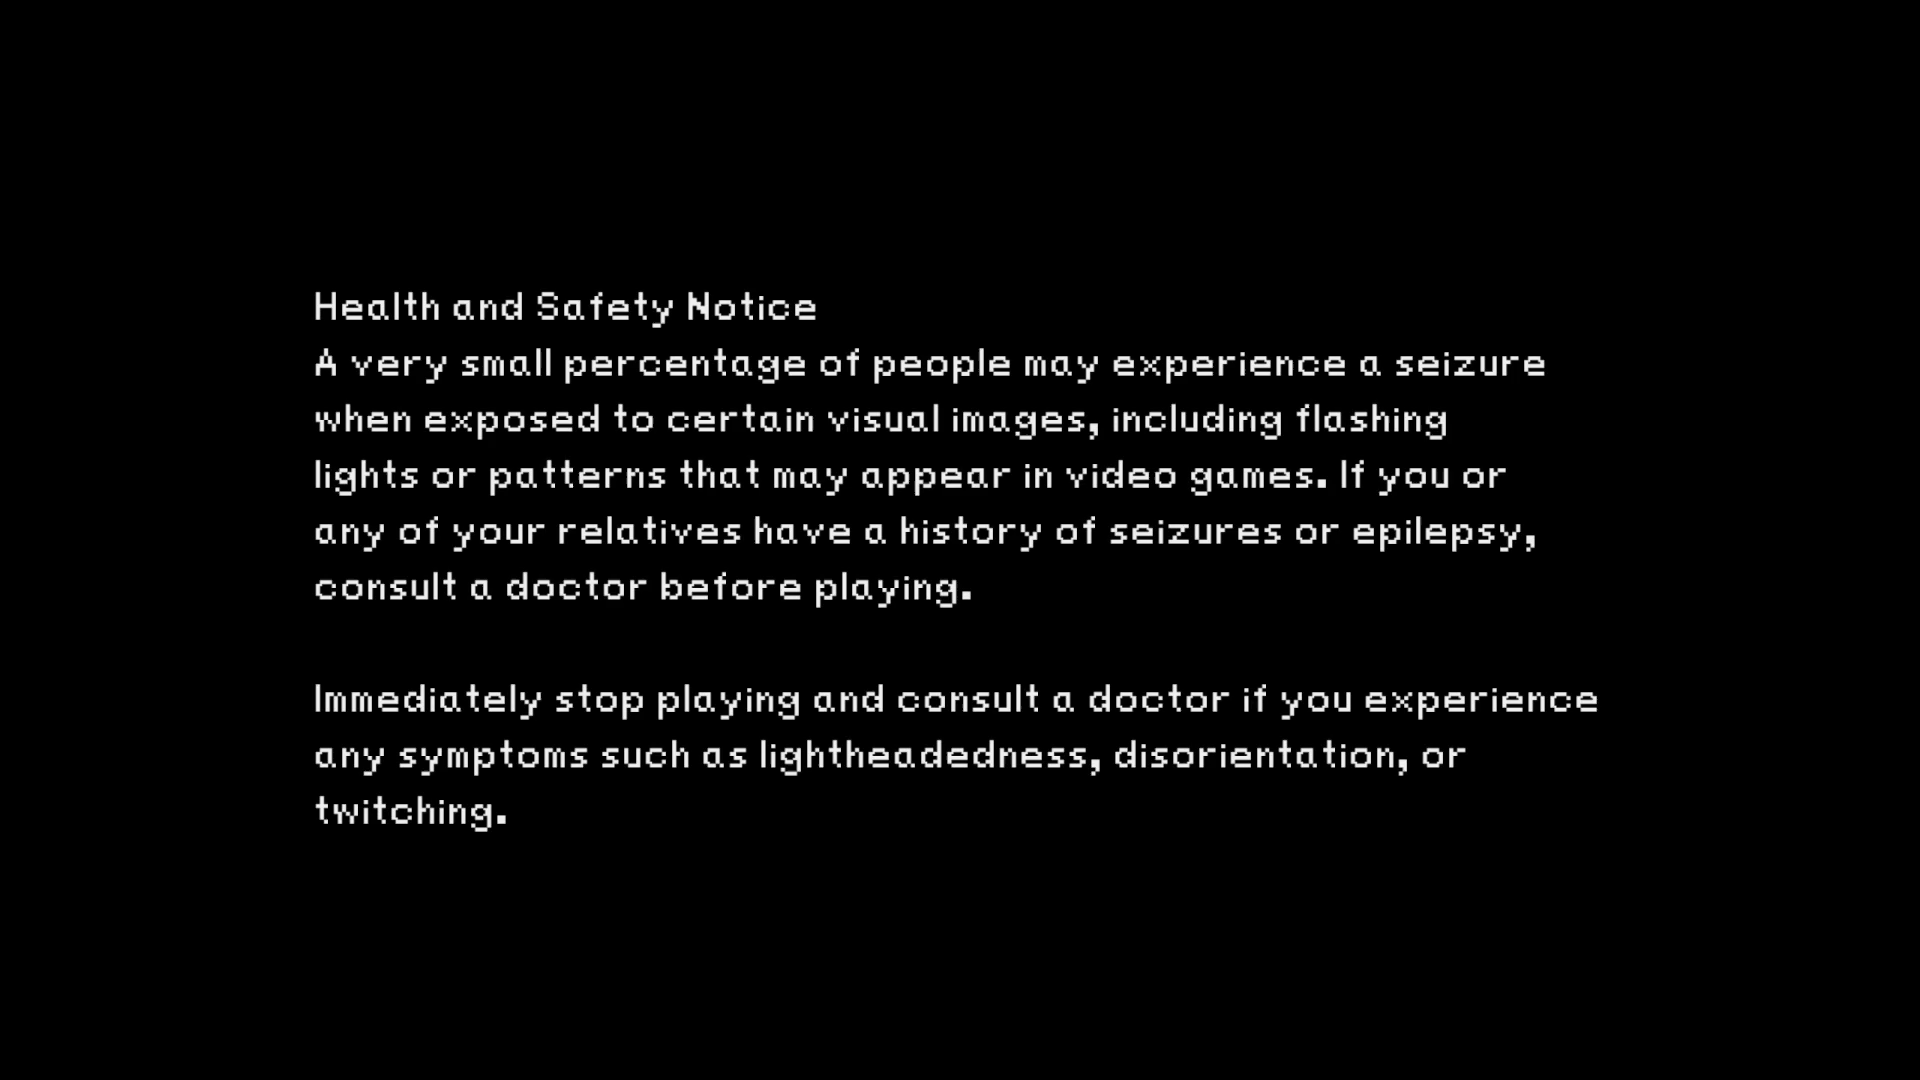 Health and Safety Notice
A very small percentage of people may experience a seizure
when exposed to certain visual images, including flashing
lights or patterns that may appear in video games. If you or
any of your relatives have a history of seizures or epilepsy,
consult a doctor before playing.
Immediately stop playing and consult a doctor if you experience
any symptoms such as lightheadedness, disorientation, or
twitching.